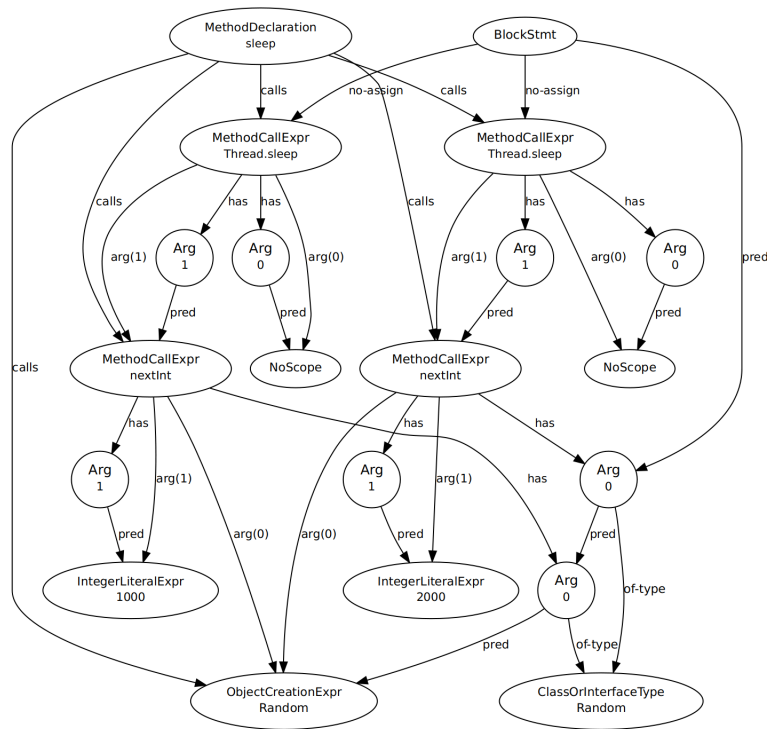 MethodDeclaration
sleep
BlockStmt
calls
no-assign
calls
no-assign
MethodCallExpr
Thread.sleep
MethodCallExpr
Thread.sleep
calls
has
has
calls
has
has
arg(1)
Arg
1
Arg
0
arg(0)
arg(1)
Arg
1
arg(0)
Arg
0
pred
pred
pred
pred
pred
calls
MethodCallExpr
nextInt
NoScope
MethodCallExpr
nextInt
NoScope
has
has
has
Arg
1
arg(1)
Arg
1
arg(1)
has
Arg
0
pred
arg(0)
arg(0)
pred
pred
IntegerLiteralExpr
1000
IntegerLiteralExpr
2000
Arg
0
of-type
pred
of-type
ObjectCreationExpr
Random
ClassOrInterfaceType
Random